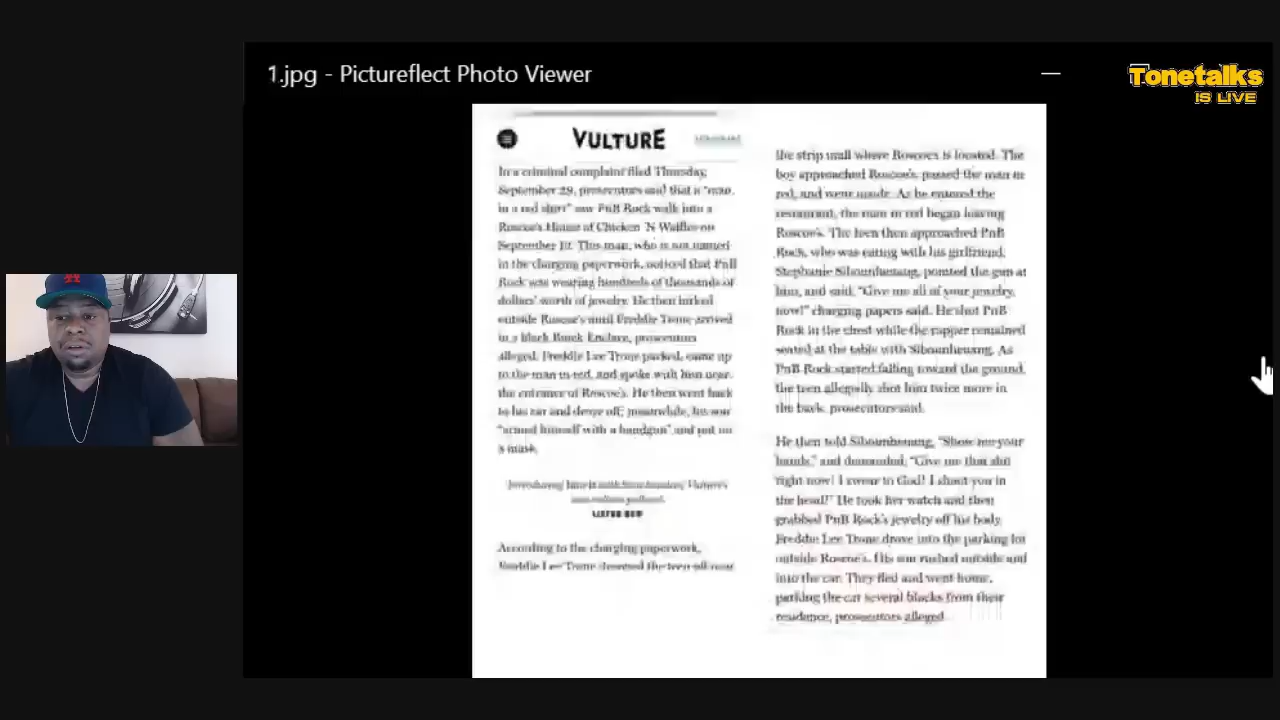 1.jpg - Pictureflect Photo Viewer
Tonetalks
IS LIVE
VULTURE
In a criminal complaint filed Thursday,
September 29, prosecutors said that a "man
in a red shirt" saw PnB Rock walk into a
Roscoe's House of Chicken 'N Waffles on
September 12. This man, who is not named
in the charging paperwork, noticed that PnB
Rock was wearing hundreds of thousands of
dollars' worth of jewelry. He then lurked
outside Roscoe's until Freddie Trone arrived
in a black Buick Enclave, prosecutors
alleged. Freddie Lee Trone parked, came up
to the man in red, and spoke with him near
the entrance of Roscoe's. He then went back
to his car and drove off; meanwhile, his son
"armed himself with a handgun" and put on
a mask.
LISTEN NOW
According to the charging paperwork,
Freddie Lee Trone dropped the teen off near
the strip mall where Roscoe's is located. The
boy approached Roscoe's, passed the man in
red, and went inside. As he entered the
restaurant, the man in red began leaving
Roscoe's. The teen then approached PnB
Rock, who was eating with his girlfriend,
Stephanie Sibounheuang, pointed the gun at
him, and said, "Give me all of your jewelry,
now!" charging papers said. He shot PnB
Rock in the chest while the rapper remained
seated at the table with Sibounheuang. As
PnB Rock started falling toward the ground,
the teen allegedly shot him twice more in
the back, prosecutors said.
He then told Sibounheuang, "Show me your
hands," and demanded, "Give me that shit
right now! I swear to God! I shoot you in
the head!" He took her watch and then
grabbed PnB Rock's jewelry off his body.
Freddie Lee Trone drove into the parking lot
outside Roscoe's. His son rushed outside and
into the car. They fled and went home,
parking the car several blocks from their
residence, prosecutors alleged.